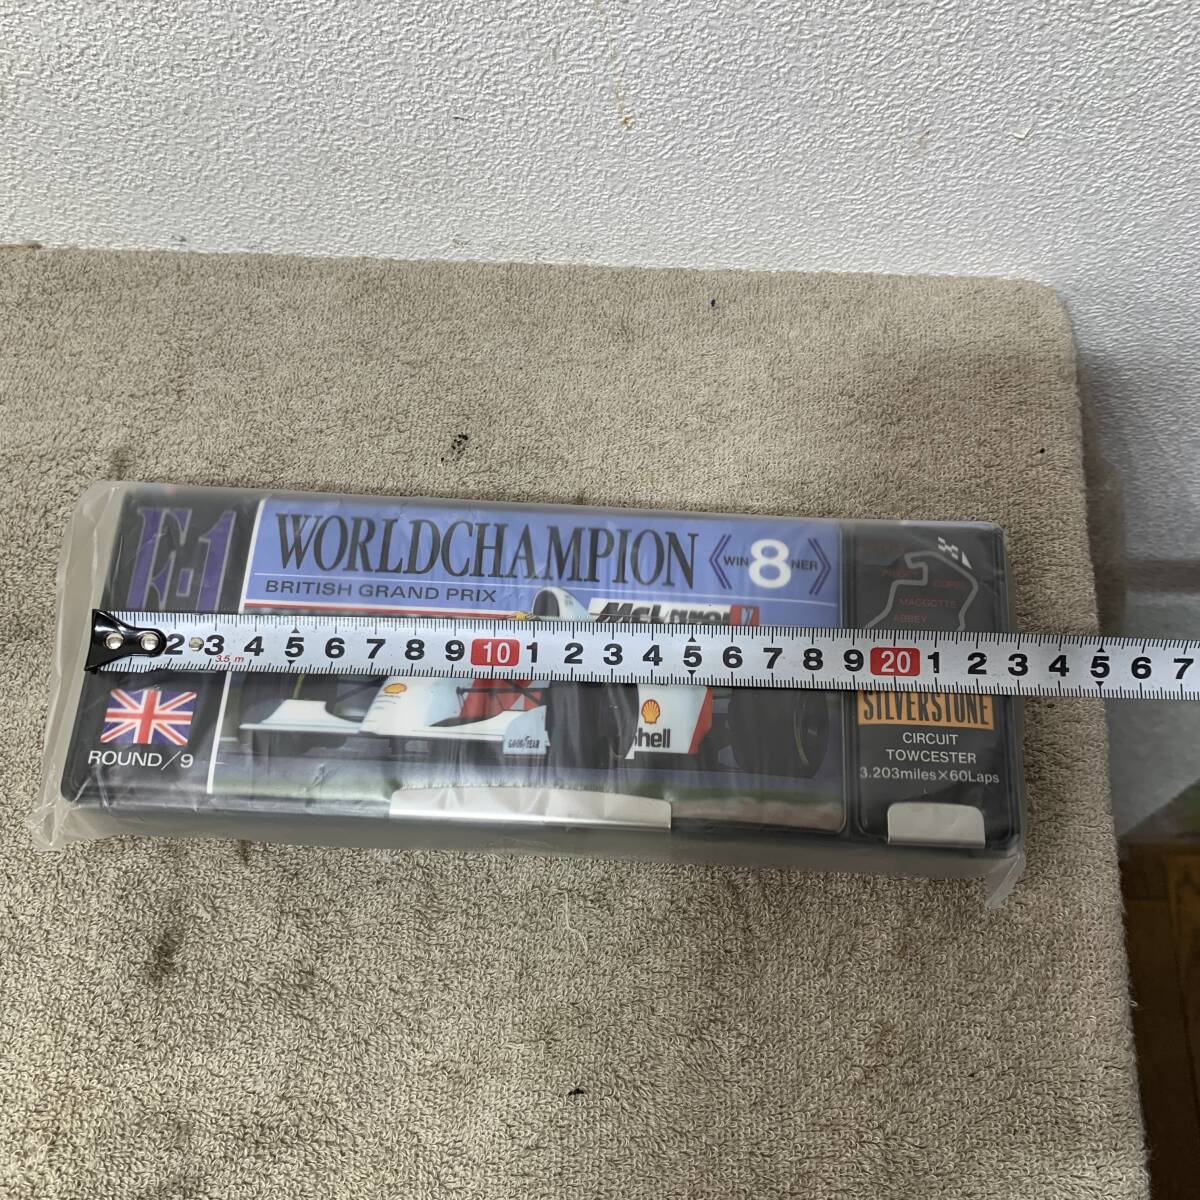 F-1
WORLDCHAMPION
WIN 8 NER
BRITISH GRAND PRIX
McLaren
MAGGOTTS
ABBEY
2 3 4 5 6 7 8 9 10 1 2 3 4 5 6 7 8 9 20 1 2 3 4 5 6 7
3.5 m
GOODYEAR
Shell
SILVERSTONE
CIRCUIT
TOWCESTER
3.203miles×60Laps
ROUND/9